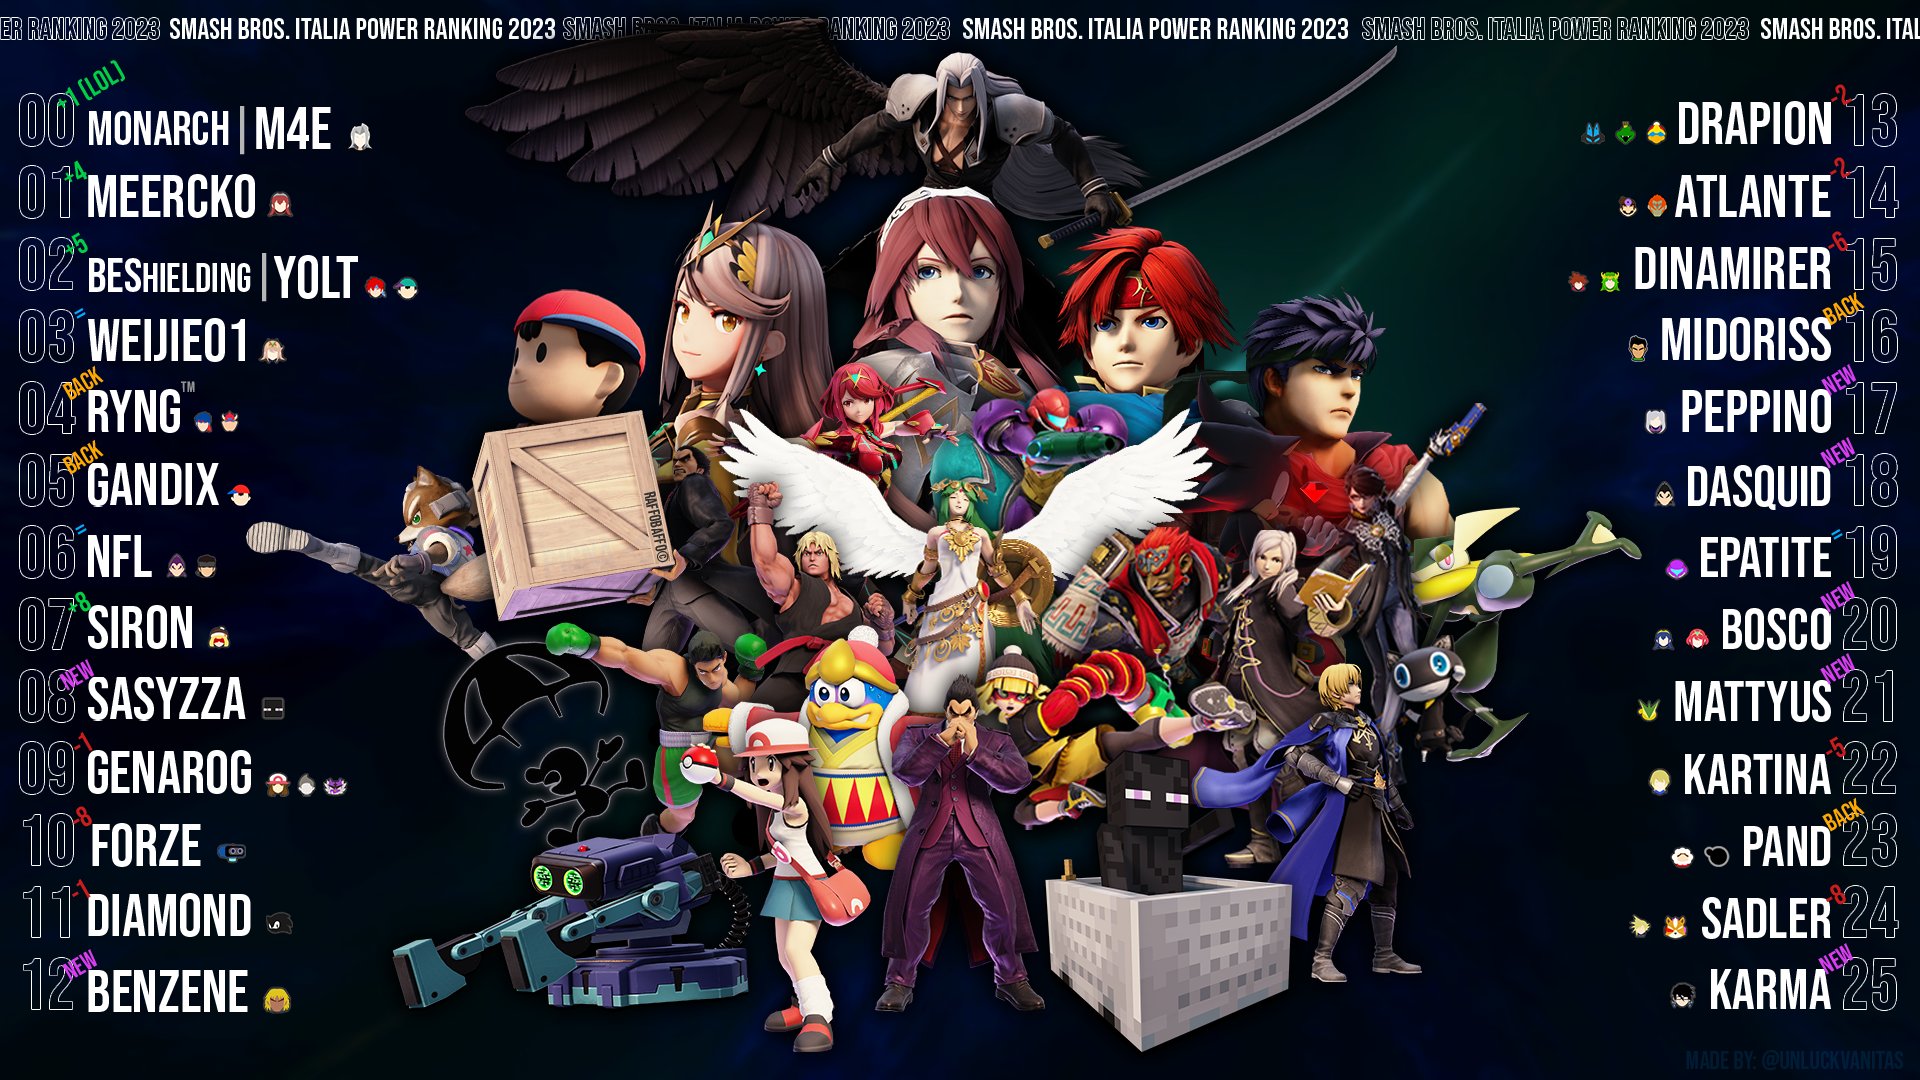 ER RANKING 2023 SMASH BROS. ITALIA POWER RANKING 2023 SMASH BROS. ITALIA POWER RANKING 2023 SMASH BROS. ITALIA POWER RANKING 2023 SMASH BROS. ITALIA POWER RANKING 2023 SMASH BROS. ITAL
00 +1 (LOL) MONARCH | M4E
01 +4 MEERCKO
02 +5 BESHIELDING | YOLT
03 = WEIJIE01
04 BACK RYNG™
05 BACK GANDIX
06 = NFL
07 +8 SIRON
08 NEW SASYZZA
09 -1 GENAROG
10 -8 FORZE
11 -1 DIAMOND
12 NEW BENZENE
RAFFOBAFFO©
DRAPION -2 13
ATLANTE -2 14
DINAMIRER -6 15
MIDORISS BACK 16
PEPPINO NEW 17
DASQUID NEW 18
EPATITE = 19
BOSCO NEW 20
MATTYUS NEW 21
KARTINA -5 22
PAND BACK 23
SADLER -8 24
KARMA NEW 25
MADE BY: @UNLUCKVANITAS